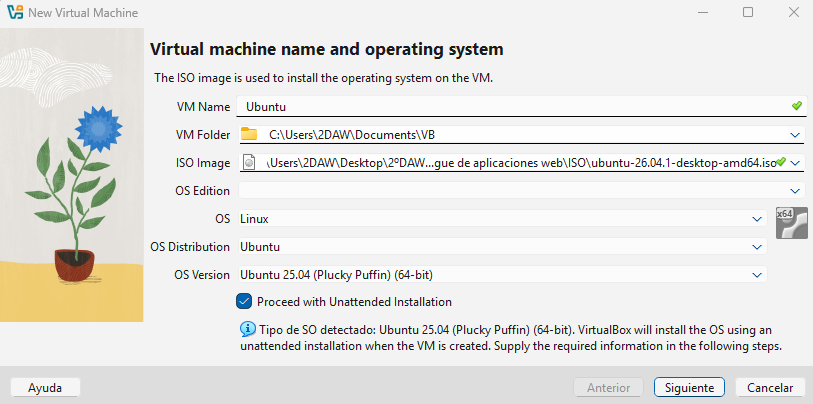 New Virtual Machine
Virtual machine name and operating system
The ISO image is used to install the operating system on the VM.
VM Name Ubuntu
VM Folder C:\Users\2DAW\Documents\VB
ISO Image \Users\2DAW\Desktop\2ºDAW...gue de aplicaciones web\ISO\ubuntu-26.04.1-desktop-amd64.iso
OS Edition
OS Linux
x64
OS Distribution Ubuntu
OS Version Ubuntu 25.04 (Plucky Puffin) (64-bit)
Proceed with Unattended Installation
Tipo de SO detectado: Ubuntu 25.04 (Plucky Puffin) (64-bit). VirtualBox will install the OS using an
unattended installation when the VM is created. Supply the required information in the following steps.
Ayuda Anterior Siguiente Cancelar